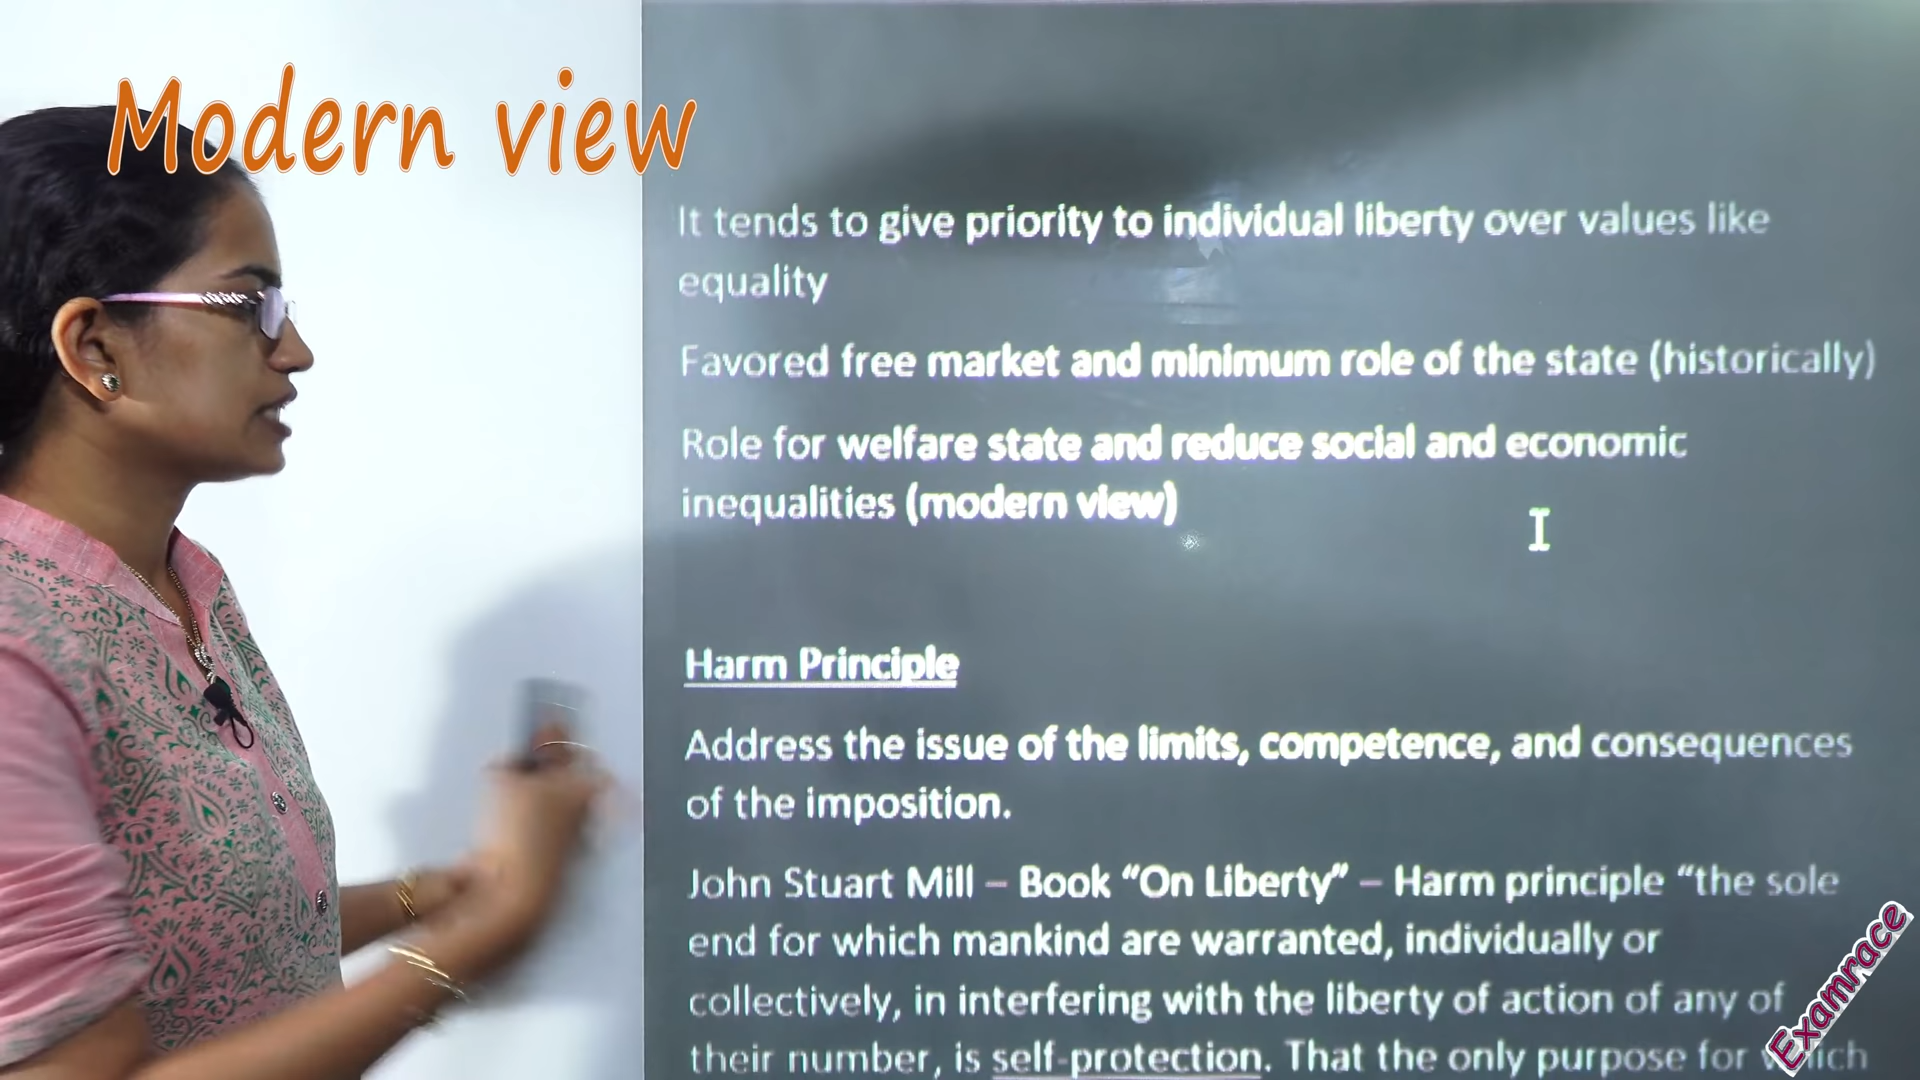 Modern view
It tends to give priority to individual liberty over values like
equality
Favored free market and minimum role of the state (historically)
Role for welfare state and reduce social and economic
inequalities (modern view)
Harm Principle
Address the issue of the limits, competence, and consequences
of the imposition.
John Stuart Mill – Book “On Liberty” – Harm principle “the sole
end for which mankind are warranted, individually or
collectively, in interfering with the liberty of action of any of
their number, is self-protection. That the only purpose for which
Examrace